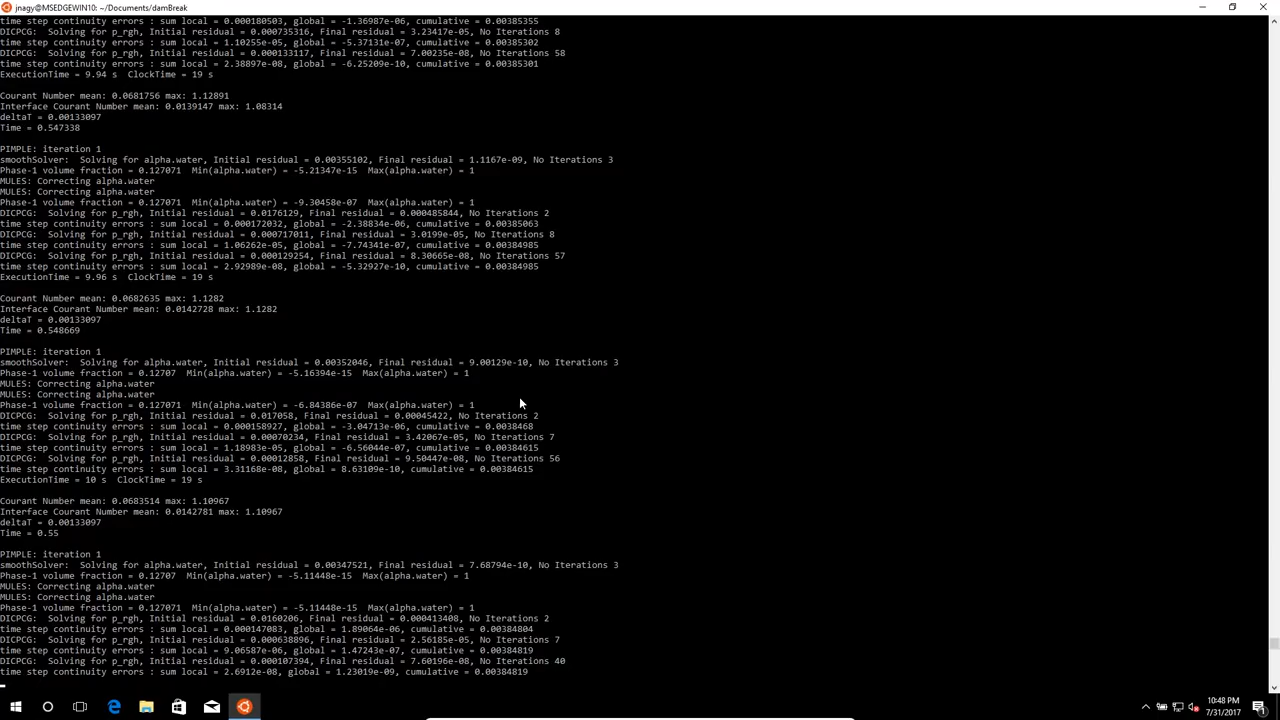 jnagy@MSEDGEWIN10: ~/Documents/damBreak
time step continuity errors : sum local = 0.000180503, global = -1.36987e-06, cumulative = 0.00385355
DICPCG:  Solving for p_rgh, Initial residual = 0.000735316, Final residual = 3.23417e-05, No Iterations 8
time step continuity errors : sum local = 1.10255e-05, global = -5.37131e-07, cumulative = 0.00385302
DICPCG:  Solving for p_rgh, Initial residual = 0.000133117, Final residual = 7.00235e-08, No Iterations 58
time step continuity errors : sum local = 2.38897e-08, global = -6.25209e-10, cumulative = 0.00385301
ExecutionTime = 9.94 s  ClockTime = 19 s
Courant Number mean: 0.0681756 max: 1.12891
Interface Courant Number mean: 0.0139147 max: 1.08314
deltaT = 0.00133097
Time = 0.547338
PIMPLE: iteration 1
smoothSolver:  Solving for alpha.water, Initial residual = 0.00355102, Final residual = 1.1167e-09, No Iterations 3
Phase-1 volume fraction = 0.127071  Min(alpha.water) = -5.21347e-15  Max(alpha.water) = 1
MULES: Correcting alpha.water
MULES: Correcting alpha.water
Phase-1 volume fraction = 0.127071  Min(alpha.water) = -9.30458e-07  Max(alpha.water) = 1
DICPCG:  Solving for p_rgh, Initial residual = 0.0176129, Final residual = 0.000485844, No Iterations 2
time step continuity errors : sum local = 0.000172032, global = -2.38834e-06, cumulative = 0.00385063
DICPCG:  Solving for p_rgh, Initial residual = 0.000717011, Final residual = 3.0199e-05, No Iterations 8
time step continuity errors : sum local = 1.06262e-05, global = -7.74341e-07, cumulative = 0.00384985
DICPCG:  Solving for p_rgh, Initial residual = 0.000129254, Final residual = 8.30665e-08, No Iterations 57
time step continuity errors : sum local = 2.92989e-08, global = -5.32927e-10, cumulative = 0.00384985
ExecutionTime = 9.96 s  ClockTime = 19 s
Courant Number mean: 0.0682635 max: 1.1282
Interface Courant Number mean: 0.0142728 max: 1.1282
deltaT = 0.00133097
Time = 0.548669
PIMPLE: iteration 1
smoothSolver:  Solving for alpha.water, Initial residual = 0.00352046, Final residual = 9.00129e-10, No Iterations 3
Phase-1 volume fraction = 0.12707  Min(alpha.water) = -5.16394e-15  Max(alpha.water) = 1
MULES: Correcting alpha.water
MULES: Correcting alpha.water
Phase-1 volume fraction = 0.127071  Min(alpha.water) = -6.84386e-07  Max(alpha.water) = 1
DICPCG:  Solving for p_rgh, Initial residual = 0.017058, Final residual = 0.00045422, No Iterations 2
time step continuity errors : sum local = 0.000158927, global = -3.04713e-06, cumulative = 0.0038468
DICPCG:  Solving for p_rgh, Initial residual = 0.00070234, Final residual = 3.42067e-05, No Iterations 7
time step continuity errors : sum local = 1.18983e-05, global = -6.56044e-07, cumulative = 0.00384615
DICPCG:  Solving for p_rgh, Initial residual = 0.00012858, Final residual = 9.50447e-08, No Iterations 56
time step continuity errors : sum local = 3.31168e-08, global = 8.63109e-10, cumulative = 0.00384615
ExecutionTime = 10 s  ClockTime = 19 s
Courant Number mean: 0.0683514 max: 1.10967
Interface Courant Number mean: 0.0142781 max: 1.10967
deltaT = 0.00133097
Time = 0.55
PIMPLE: iteration 1
smoothSolver:  Solving for alpha.water, Initial residual = 0.00347521, Final residual = 7.68794e-10, No Iterations 3
Phase-1 volume fraction = 0.12707  Min(alpha.water) = -5.11448e-15  Max(alpha.water) = 1
MULES: Correcting alpha.water
MULES: Correcting alpha.water
Phase-1 volume fraction = 0.127071  Min(alpha.water) = -5.11448e-15  Max(alpha.water) = 1
DICPCG:  Solving for p_rgh, Initial residual = 0.0160206, Final residual = 0.000413408, No Iterations 2
time step continuity errors : sum local = 0.000147083, global = 1.89064e-06, cumulative = 0.00384804
DICPCG:  Solving for p_rgh, Initial residual = 0.000638896, Final residual = 2.56185e-05, No Iterations 7
time step continuity errors : sum local = 9.06587e-06, global = 1.47243e-07, cumulative = 0.00384819
DICPCG:  Solving for p_rgh, Initial residual = 0.000107394, Final residual = 7.60196e-08, No Iterations 40
time step continuity errors : sum local = 2.6912e-08, global = 1.23019e-09, cumulative = 0.00384819
10:48 PM
7/31/2017
1